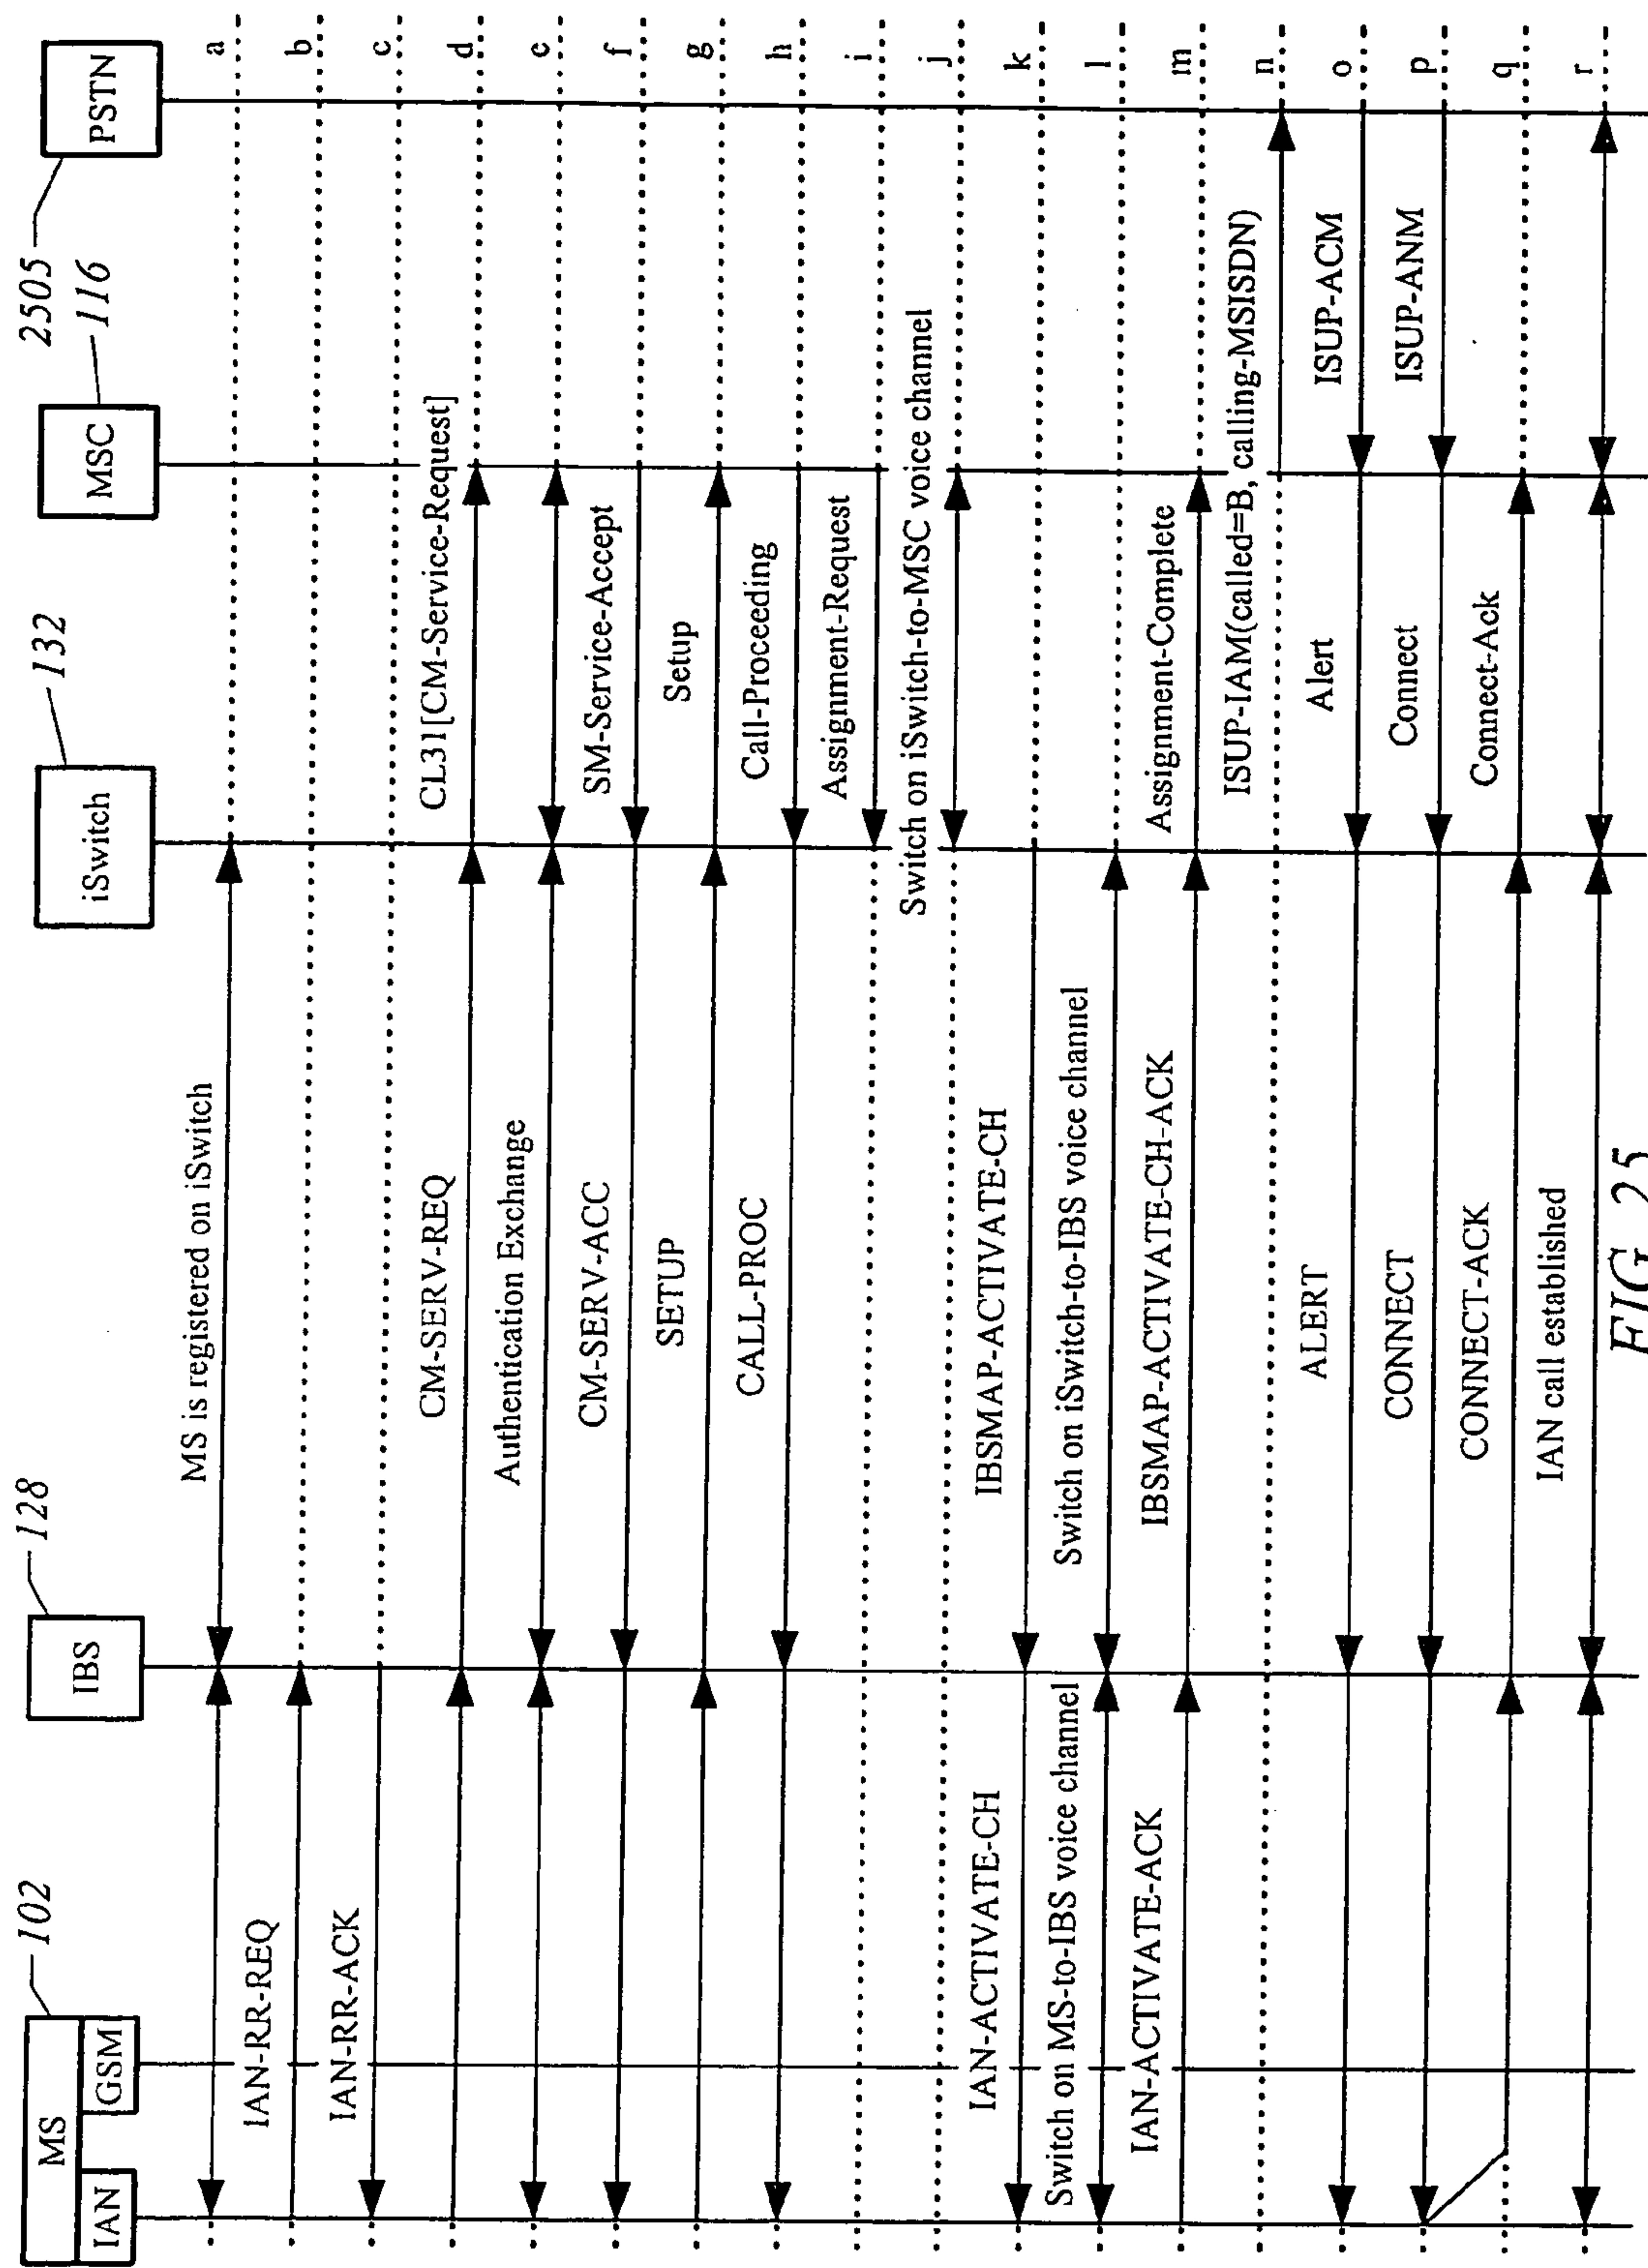 MS
IAN
GSM
102
IBS
128
iSwitch
132
MSC
116
PSTN
2505
MS is registered on iSwitch
a
IAN-RR-REQ
b
IAN-RR-ACK
c
CM-SERV-REQ
CL31[CM-Service-Request]
d
Authentication Exchange
e
CM-SERV-ACC
SM-Service-Accept
f
SETUP
Setup
g
CALL-PROC
Call-Proceeding
h
Assignment-Request
i
Switch on iSwitch-to-MSC voice channel
j
IAN-ACTIVATE-CH
IBSMAP-ACTIVATE-CH
k
Switch on MS-to-IBS voice channel
Switch on iSwitch-to-IBS voice channel
l
IAN-ACTIVATE-ACK
IBSMAP-ACTIVATE-CH-ACK
Assignment-Complete
m
ISUP-IAM(called=B, calling-MSISDN)
n
ALERT
Alert
ISUP-ACM
o
CONNECT
Connect
ISUP-ANM
p
CONNECT-ACK
Connect-Ack
q
IAN call established
r
FIG. 25